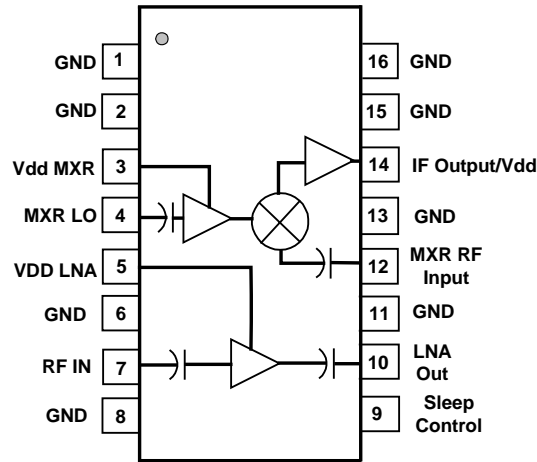 GND 1
GND 2
Vdd MXR 3
MXR LO 4
VDD LNA 5
GND 6
RF IN 7
GND 8
16 GND
15 GND
14 IF Output/Vdd
13 GND
12 MXR RF
Input
11 GND
10 LNA
Out
9 Sleep
Control